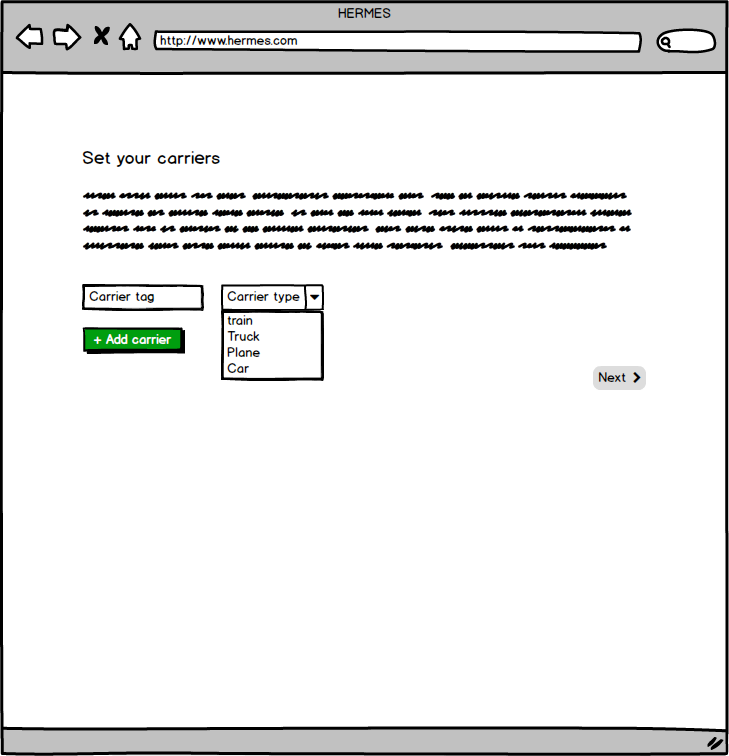 HERMES
http://www.hermes.com
Set your carriers
Carrier tag
Carrier type
train
Truck
Plane
Car
+ Add carrier
Next